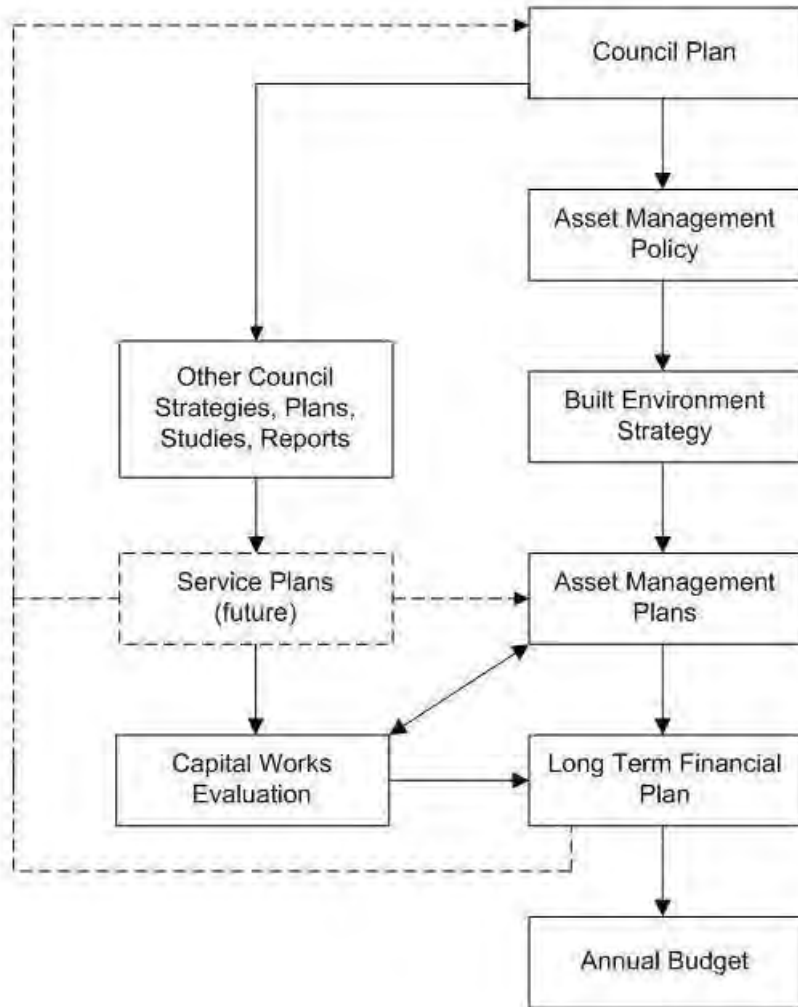 Council Plan
Asset Management
Policy
Other Council
Strategies, Plans,
Studies, Reports
Built Environment
Strategy
Service Plans
(future)
Asset Management
Plans
Capital Works
Evaluation
Long Term Financial
Plan
Annual Budget